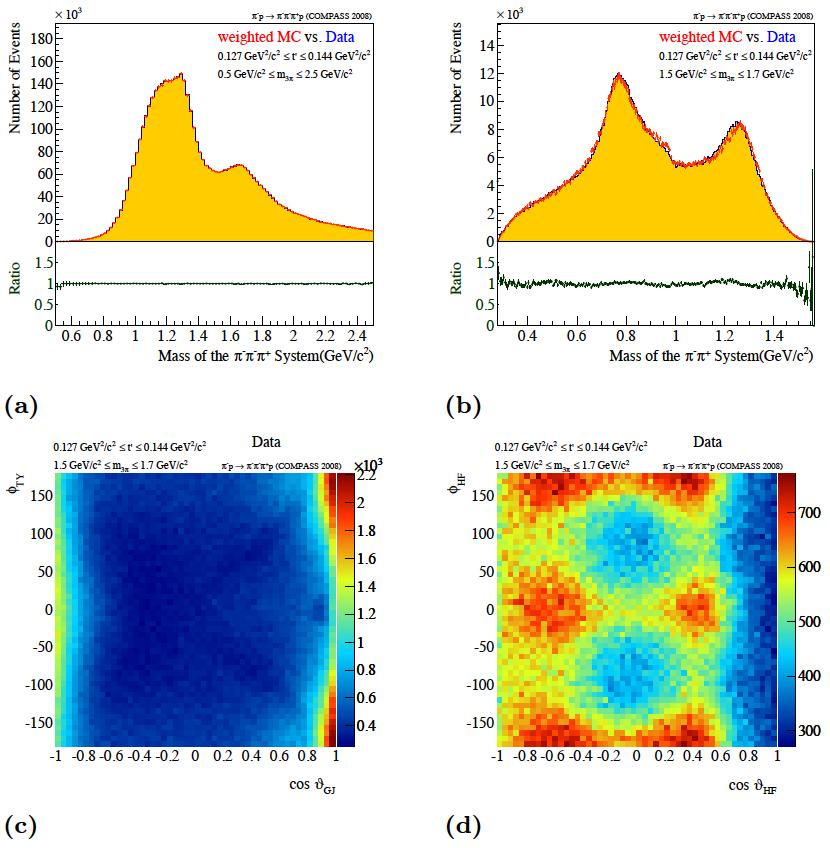 × 10³
π⁻p → π⁻π⁻π⁺p (COMPASS 2008)
Number of Events
weighted MC vs. Data
0.127 GeV²/c² ≤ t' ≤ 0.144 GeV²/c²
0.5 GeV/c² ≤ m3π ≤ 2.5 GeV/c²
180
160
140
120
100
80
60
40
20
0
Ratio
1.5
1
0.5
0
0.6 0.8 1 1.2 1.4 1.6 1.8 2 2.2 2.4
Mass of the π⁻π⁻π⁺ System(GeV/c²)
(a)
× 10³
π⁻p → π⁻π⁻π⁺p (COMPASS 2008)
Number of Events
weighted MC vs. Data
0.127 GeV²/c² ≤ t' ≤ 0.144 GeV²/c²
1.5 GeV/c² ≤ m3π ≤ 1.7 GeV/c²
14
12
10
8
6
4
2
0
Ratio
1.5
1
0.5
0
0.4 0.6 0.8 1 1.2 1.4
Mass of the π⁻π⁺ System(GeV/c²)
(b)
0.127 GeV²/c² ≤ t' ≤ 0.144 GeV²/c²
Data
1.5 GeV/c² ≤ m3π ≤ 1.7 GeV/c²
π⁻p → π⁻π⁻π⁺p (COMPASS 2008)
×10³
ϕTY
150
100
50
0
-50
-100
-150
2.2
2
1.8
1.6
1.4
1.2
1
0.8
0.6
0.4
-1 -0.8 -0.6 -0.4 -0.2 0 0.2 0.4 0.6 0.8 1
cos ϑGJ
(c)
0.127 GeV²/c² ≤ t' ≤ 0.144 GeV²/c²
Data
1.5 GeV/c² ≤ m3π ≤ 1.7 GeV/c²
π⁻p → π⁻π⁻π⁺p (COMPASS 2008)
ϕHF
150
100
50
0
-50
-100
-150
700
600
500
400
300
-1 -0.8 -0.6 -0.4 -0.2 0 0.2 0.4 0.6 0.8 1
cos ϑHF
(d)